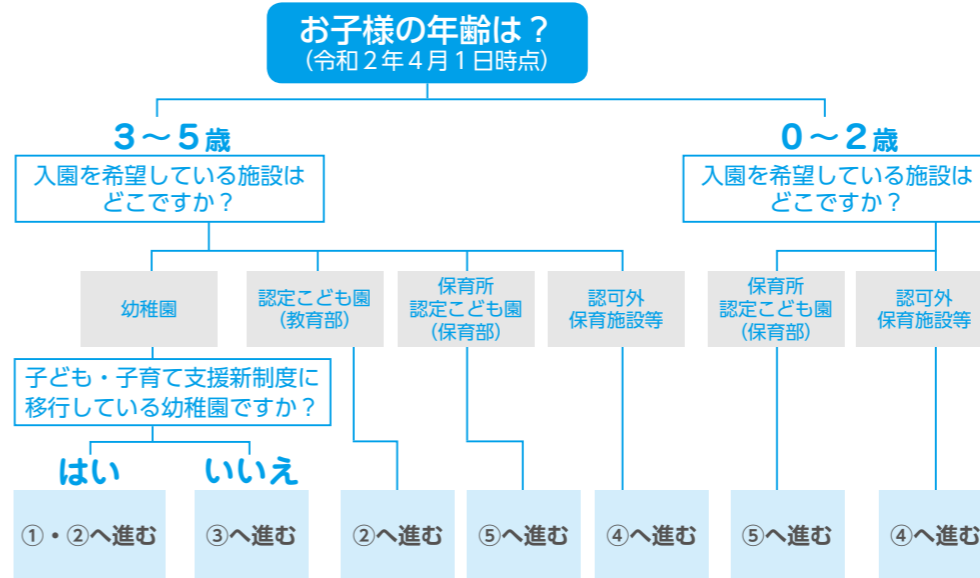 お子様の年齢は？
（令和２年４月１日時点）
３～５歳
０～２歳
入園を希望している施設は
どこですか？
入園を希望している施設は
どこですか？
幼稚園
認定こども園
（教育部）
保育所
認定こども園
（保育部）
認可外
保育施設等
保育所
認定こども園
（保育部）
認可外
保育施設等
子ども・子育て支援新制度に
移行している幼稚園ですか？
はい
いいえ
①・②へ進む
③へ進む
②へ進む
⑤へ進む
④へ進む
⑤へ進む
④へ進む